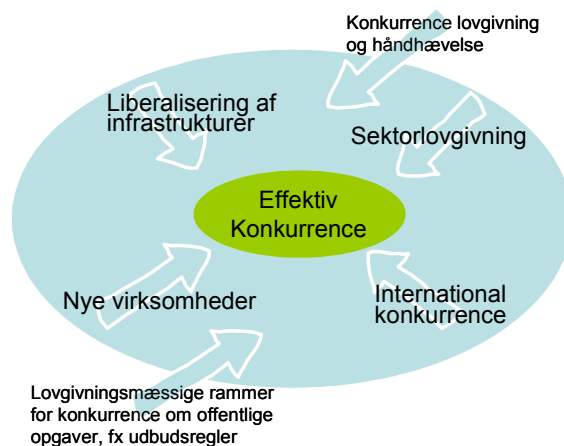 Konkurrence lovgivning
og håndhævelse
Liberalisering af
infrastrukturer
Sektorlovgivning
Effektiv
Konkurrence
Nye virksomheder
International
konkurrence
Lovgivningsmæssige rammer
for konkurrence om offentlige
opgaver, fx udbudsregler